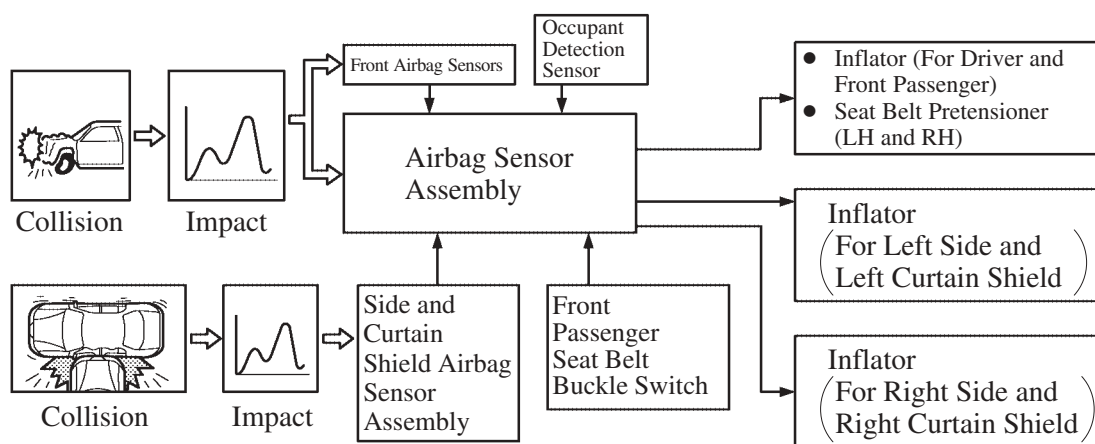 Occupant
Detection
Sensor
Front Airbag Sensors
● Inflator (For Driver and
Front Passenger)
● Seat Belt Pretensioner
(LH and RH)
Airbag Sensor
Assembly
Collision
Impact
Inflator
(For Left Side and
Left Curtain Shield)
Side and
Curtain
Shield Airbag
Sensor
Assembly
Front
Passenger
Seat Belt
Buckle Switch
Inflator
(For Right Side and
Right Curtain Shield)
Collision
Impact